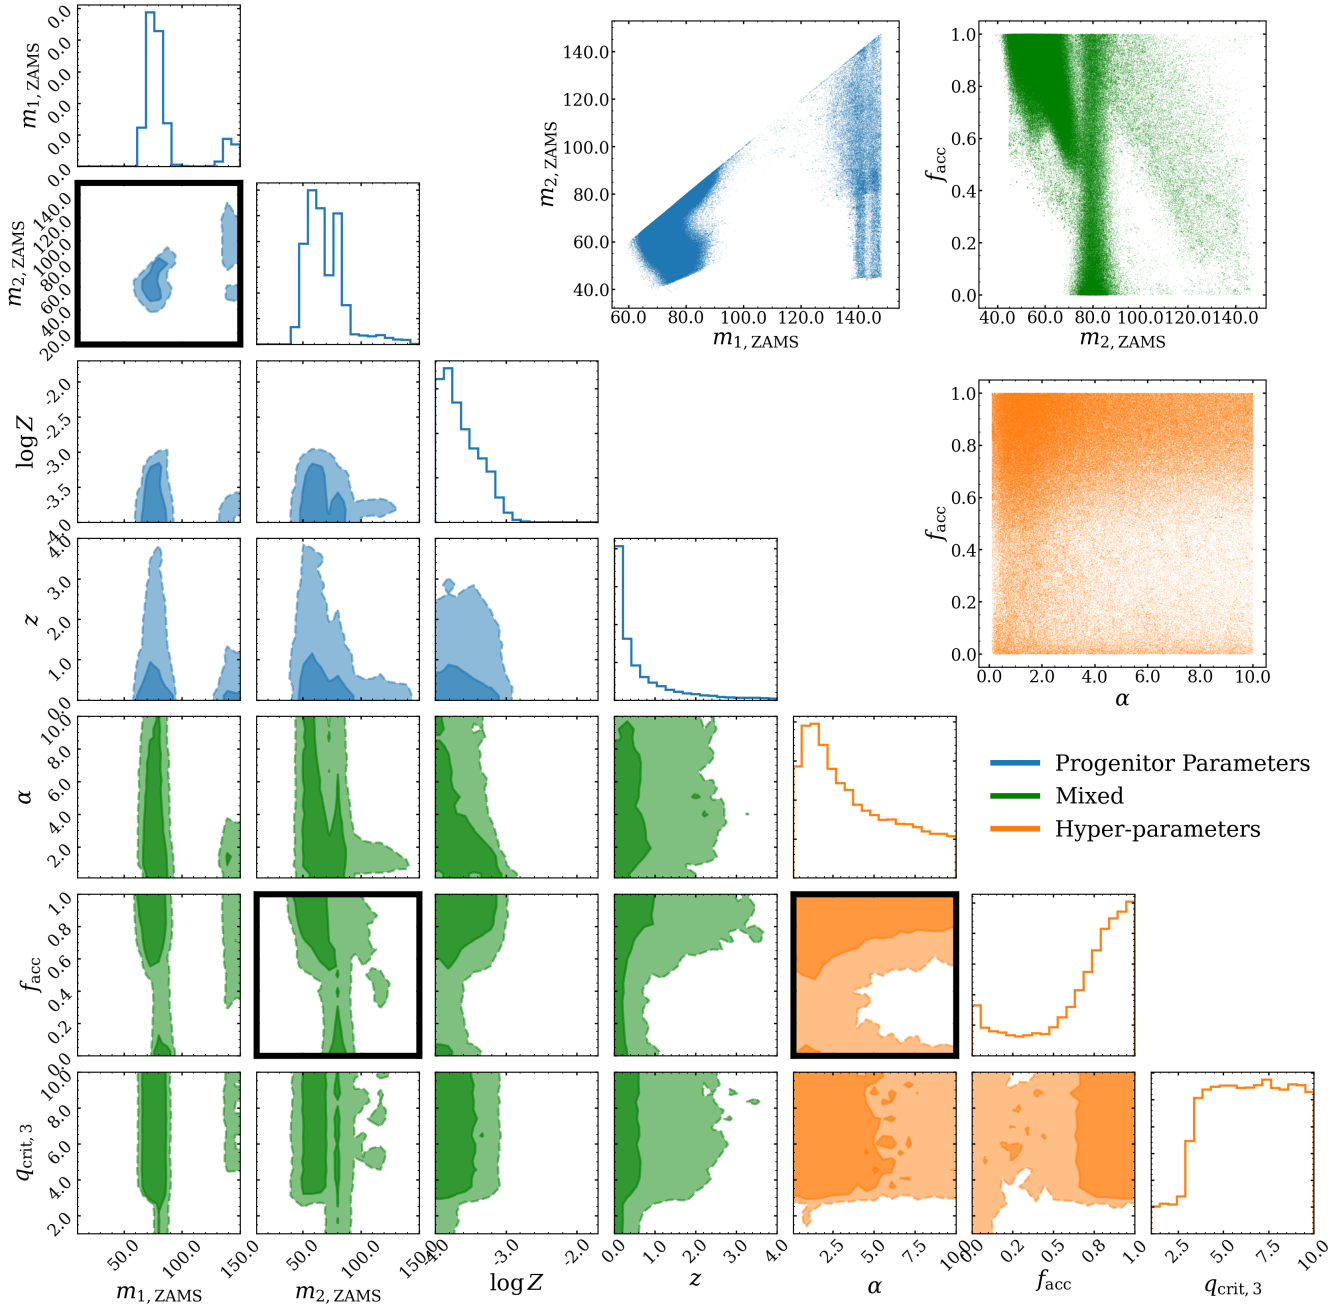 0.0
0.0
0.0
0.0
0.0
0.0
m1, ZAMS
140.0
120.0
100.0
80.0
60.0
40.0
m2, ZAMS
60.0 80.0 100.0 120.0 140.0
m1, ZAMS
1.0
0.8
0.6
0.4
0.2
0.0
facc
40.0 60.0 80.0 100.0 120.0 140.0
m2, ZAMS
140.0
120.0
100.0
80.0
60.0
40.0
20.0
m2, ZAMS
-2.0
-2.5
-3.0
-3.5
-4.0
log Z
1.0
0.8
0.6
0.4
0.2
0.0
facc
0.0 2.0 4.0 6.0 8.0 10.0
α
4.0
3.0
2.0
1.0
0.0
z
10.0
8.0
6.0
4.0
2.0
α
Progenitor Parameters
Mixed
Hyper-parameters
1.0
0.8
0.6
0.4
0.2
0.0
facc
10.0
8.0
6.0
4.0
2.0
qcrit, 3
50.0 100.0 150.0
50.0 100.0 150.0
-4.0 -3.0 -2.0
0.0 1.0 2.0 3.0 4.0
2.5 5.0 7.5 10.0
0.0 0.2 0.5 0.8 1.0
2.5 5.0 7.5 10.0
m1, ZAMS
m2, ZAMS
log Z
z
α
facc
qcrit, 3